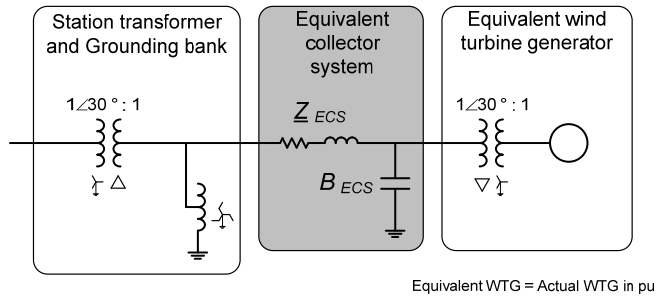 Station transformer
and Grounding bank
Equivalent
collector
system
Equivalent wind
turbine generator
1∠30 ° : 1
Z ECS
1∠30 ° : 1
B ECS
Equivalent WTG = Actual WTG in pu